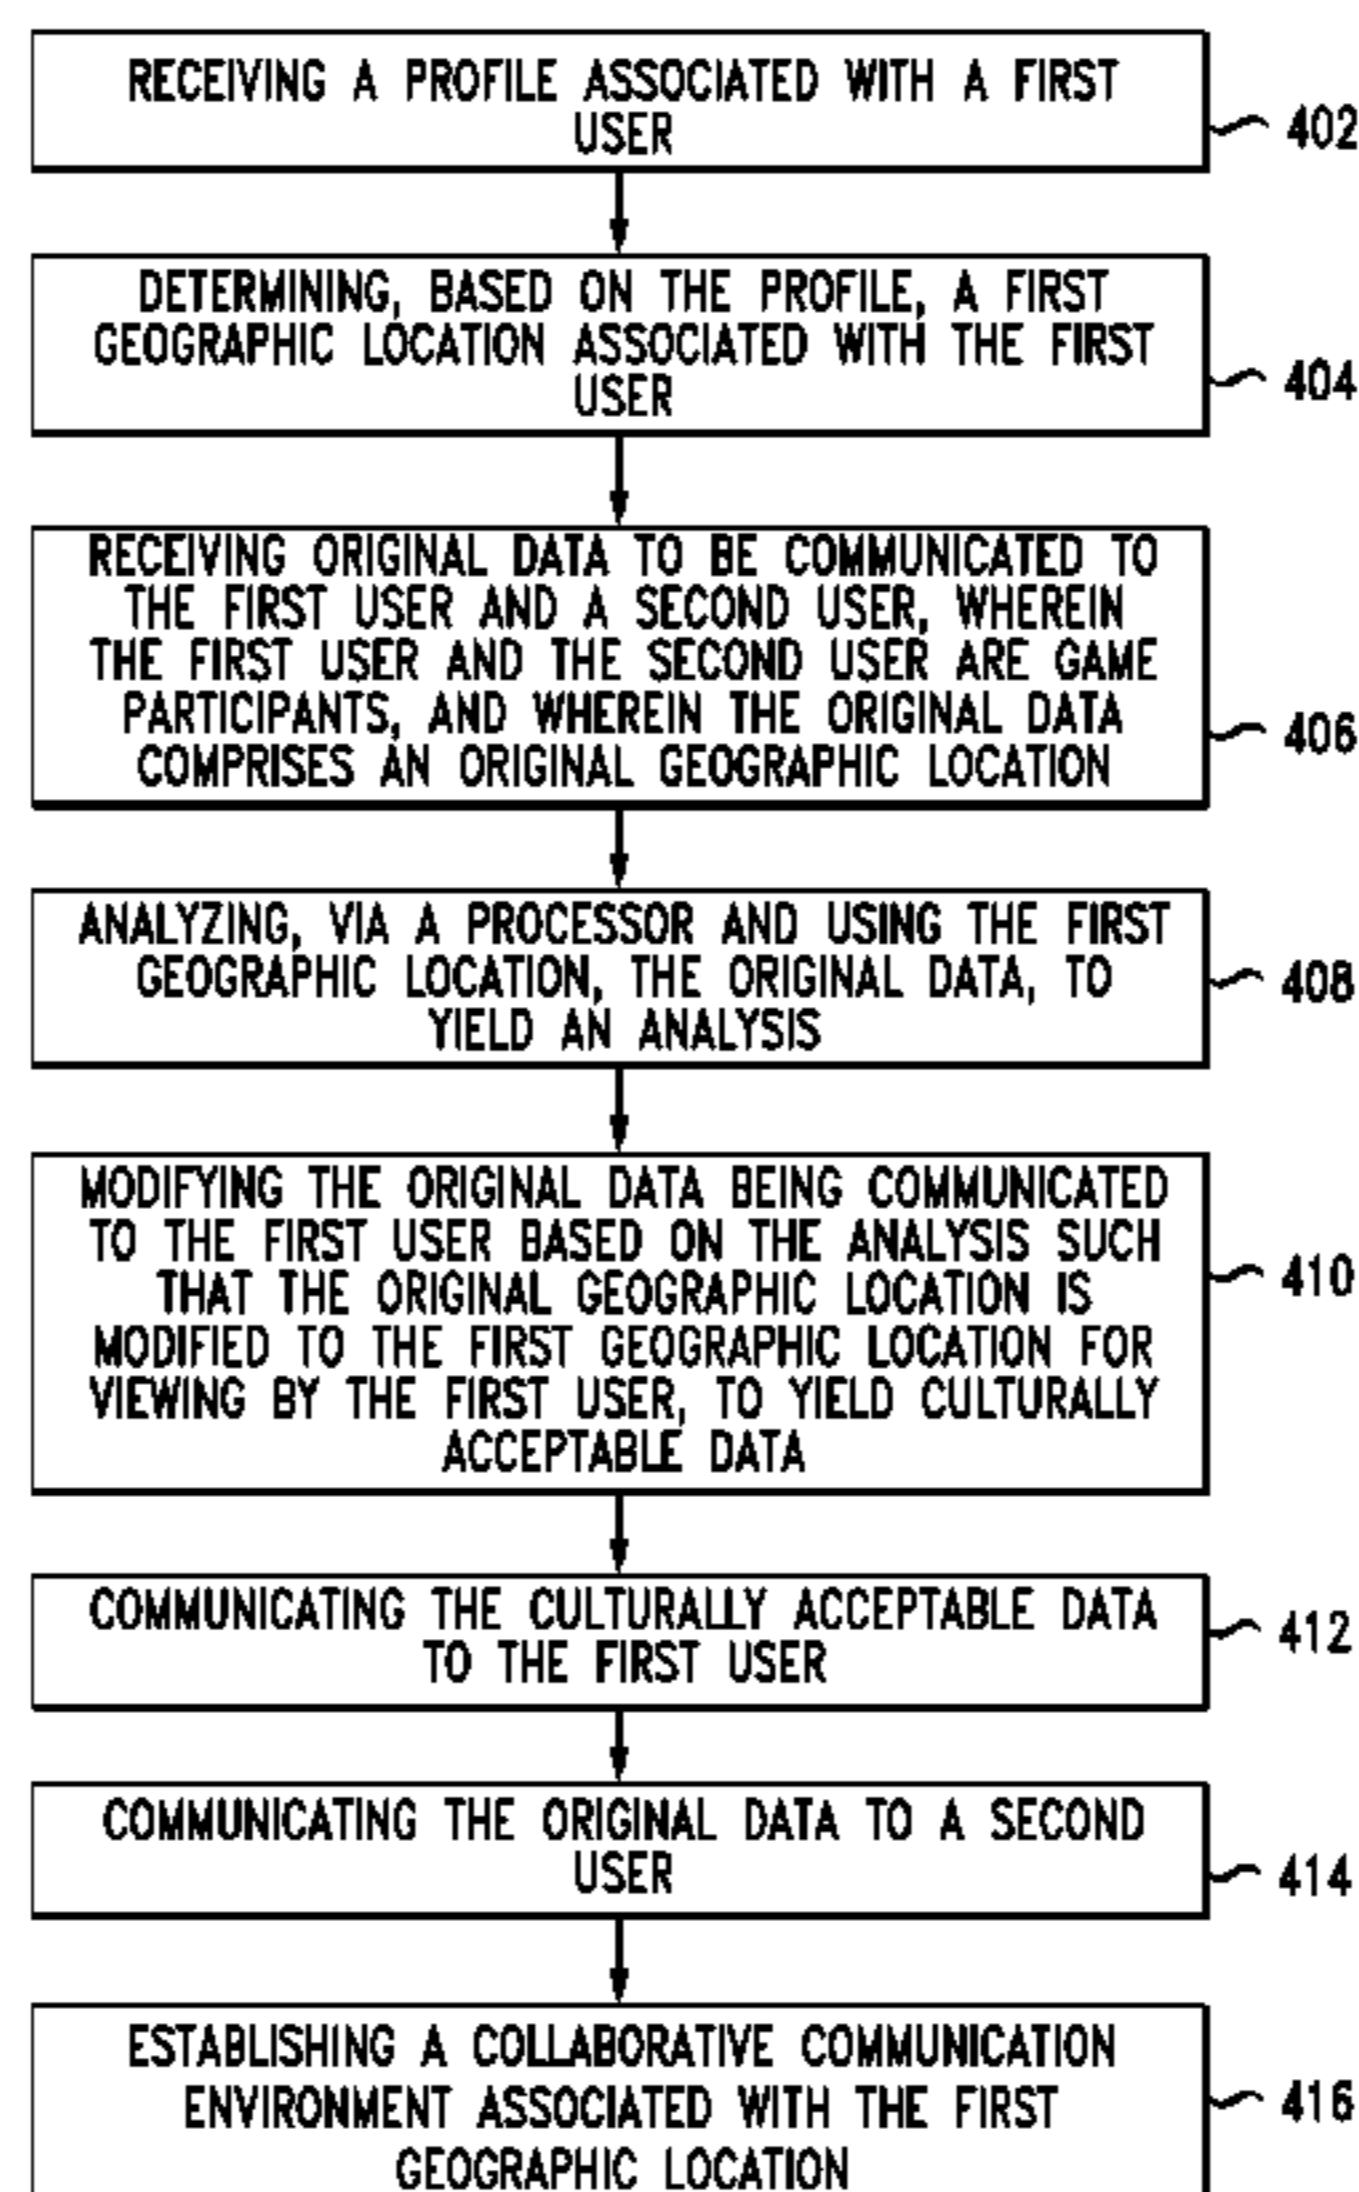 RECEIVING A PROFILE ASSOCIATED WITH A FIRST
USER
402
DETERMINING, BASED ON THE PROFILE, A FIRST
GEOGRAPHIC LOCATION ASSOCIATED WITH THE FIRST
USER
404
RECEIVING ORIGINAL DATA TO BE COMMUNICATED TO
THE FIRST USER AND A SECOND USER, WHEREIN
THE FIRST USER AND THE SECOND USER ARE GAME
PARTICIPANTS, AND WHEREIN THE ORIGINAL DATA
COMPRISES AN ORIGINAL GEOGRAPHIC LOCATION
406
ANALYZING, VIA A PROCESSOR AND USING THE FIRST
GEOGRAPHIC LOCATION, THE ORIGINAL DATA, TO
YIELD AN ANALYSIS
408
MODIFYING THE ORIGINAL DATA BEING COMMUNICATED
TO THE FIRST USER BASED ON THE ANALYSIS SUCH
THAT THE ORIGINAL GEOGRAPHIC LOCATION IS
MODIFIED TO THE FIRST GEOGRAPHIC LOCATION FOR
VIEWING BY THE FIRST USER, TO YIELD CULTURALLY
ACCEPTABLE DATA
410
COMMUNICATING THE CULTURALLY ACCEPTABLE DATA
TO THE FIRST USER
412
COMMUNICATING THE ORIGINAL DATA TO A SECOND
USER
414
ESTABLISHING A COLLABORATIVE COMMUNICATION
ENVIRONMENT ASSOCIATED WITH THE FIRST
GEOGRAPHIC LOCATION
416